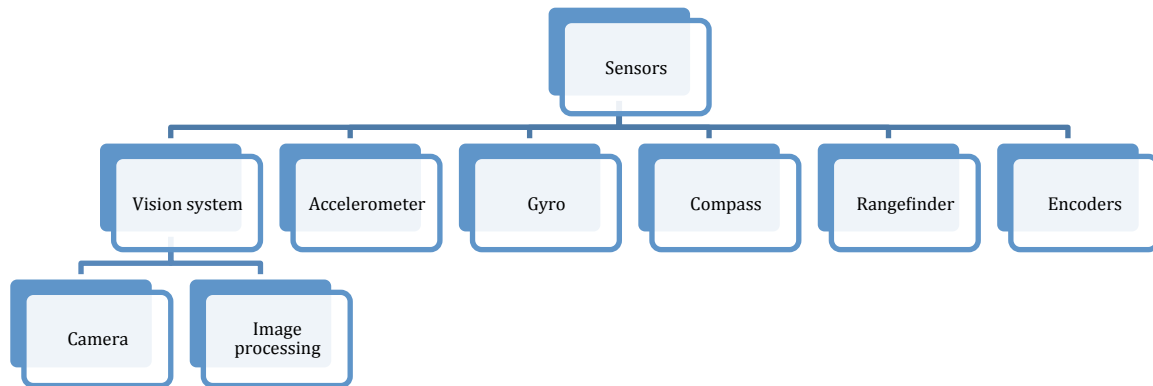 Sensors
Vision system
Accelerometer
Gyro
Compass
Rangefinder
Encoders
Camera
Image
processing